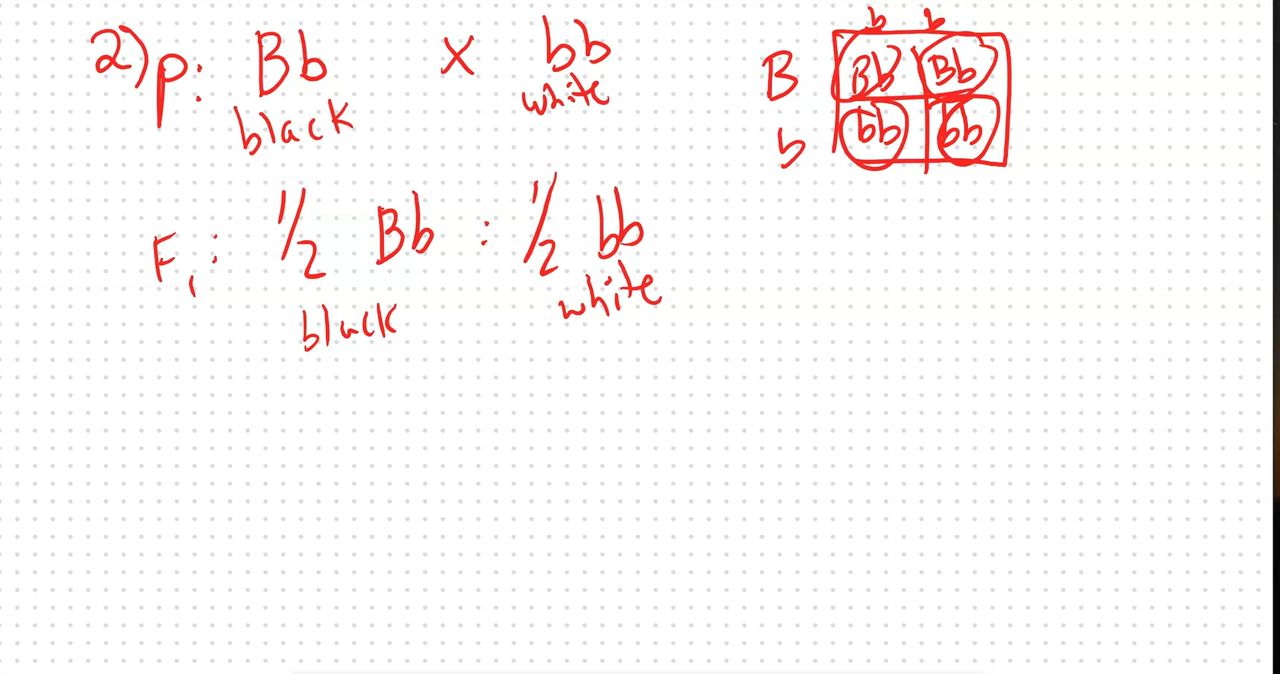 2) P: Bb X bb
black white
F1: 1/2 Bb : 1/2 bb
black white
b b
B Bb Bb
b bb bb